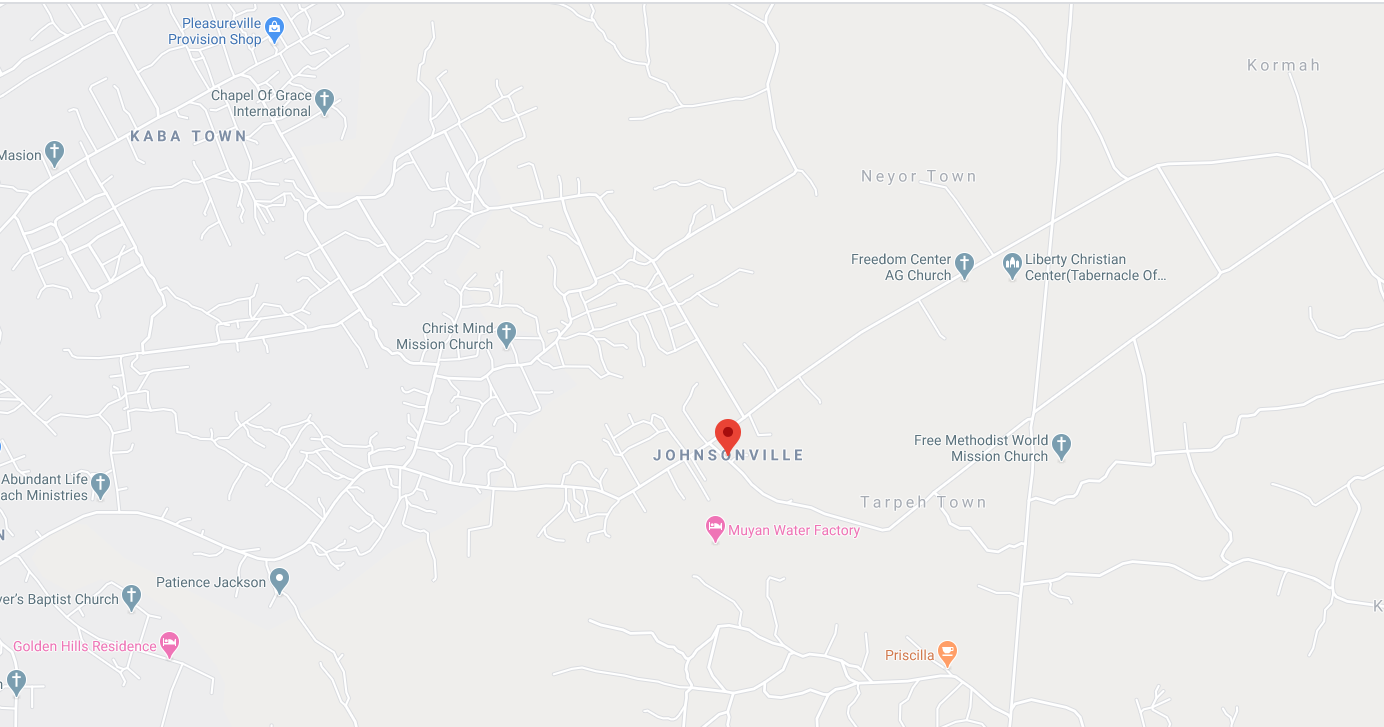 Pleasureville
Provision Shop
Kormah
Chapel Of Grace
International
KABA TOWN
Masion
Neyor Town
Freedom Center
AG Church
Liberty Christian
Center(Tabernacle Of...
Christ Mind
Mission Church
JOHNSONVILLE
Free Methodist World
Mission Church
Abundant Life
ach Ministries
Tarpeh Town
N
Muyan Water Factory
Patience Jackson
yer's Baptist Church
K
Golden Hills Residence
Priscilla